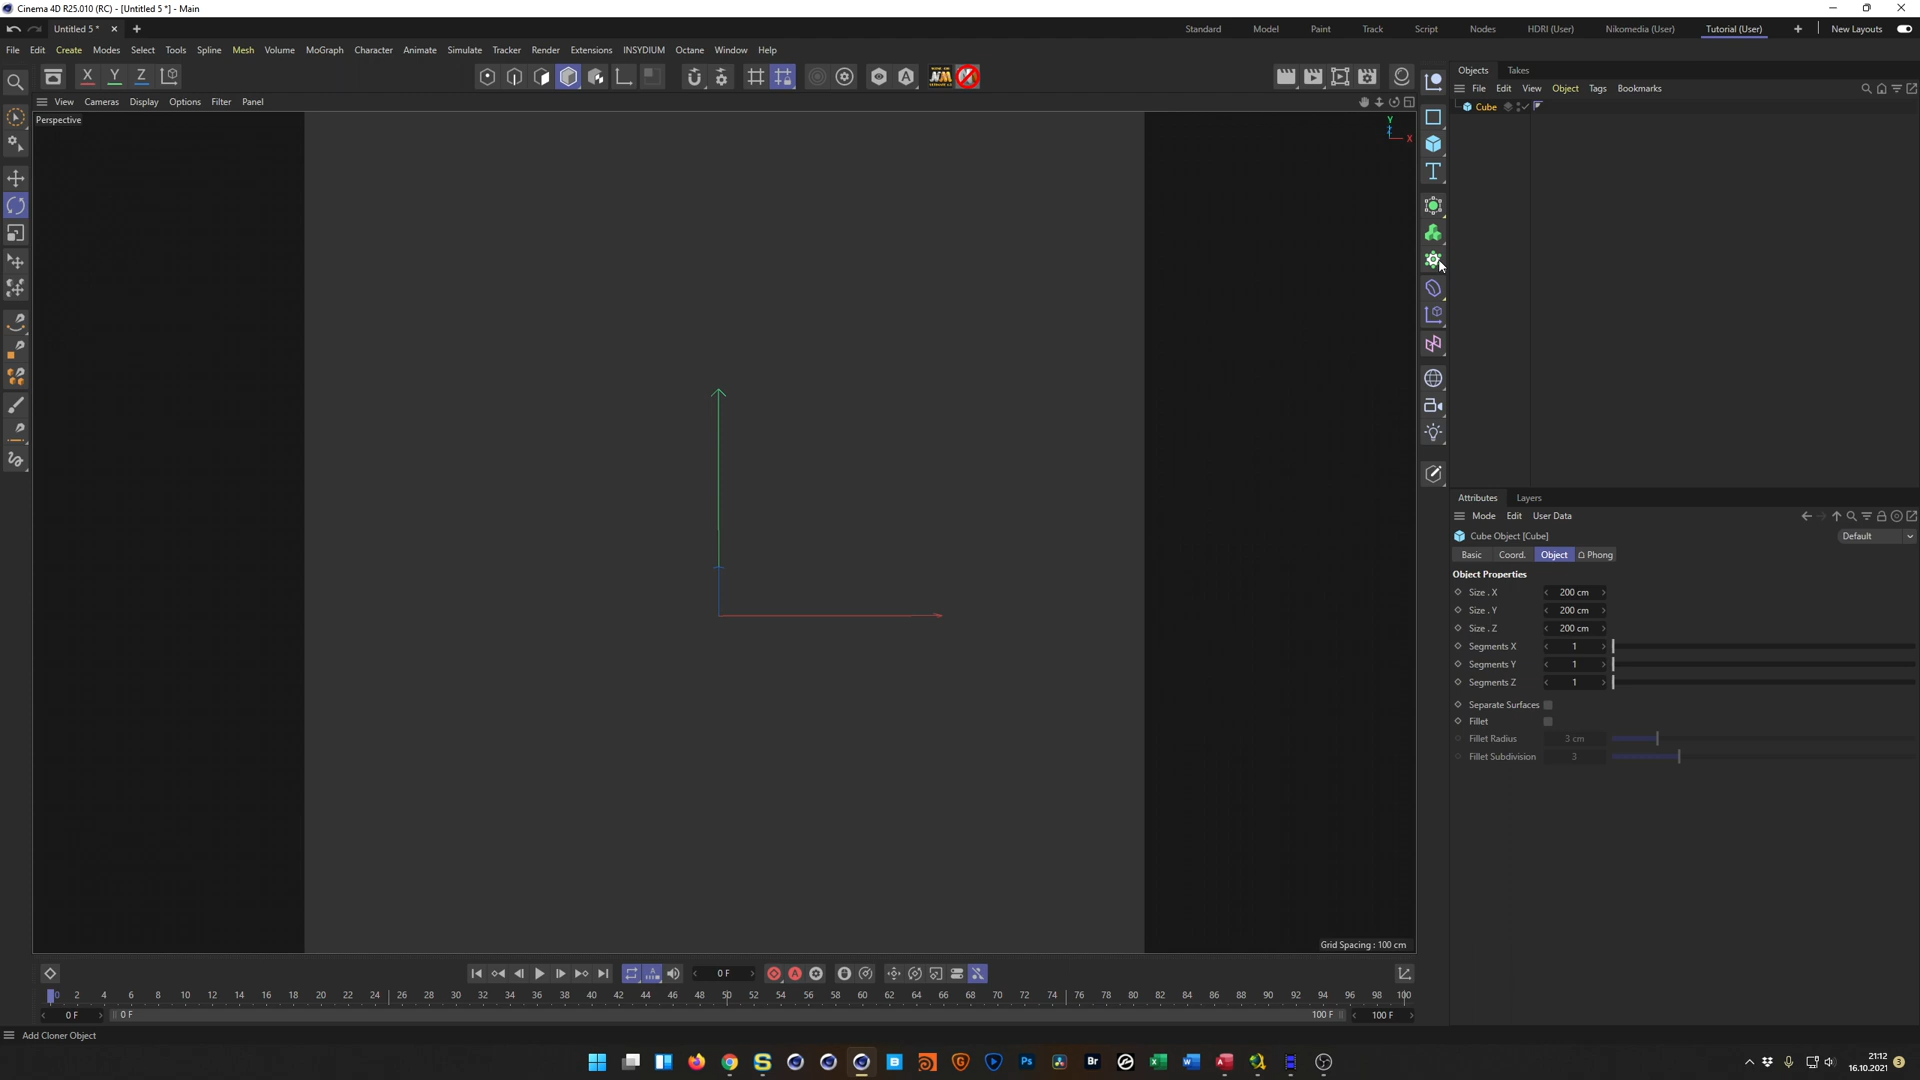 Cinema 4D R25.010 (RC) - [Untitled 5 *] - Main
Untitled 5 *
Standard Model Paint Track Script Nodes HDRI (User) Nikomedia (User) Tutorial (User) New Layouts
File Edit Create Modes Select Tools Spline Mesh Volume MoGraph Character Animate Simulate Tracker Render Extensions INSYDIUM Octane Window Help
X Y Z
View Cameras Display Options Filter Panel
Perspective
Y
Z
X
Objects Takes
File Edit View Object Tags Bookmarks
Cube
Attributes Layers
Mode Edit User Data
Cube Object [Cube]
Default
Basic Coord. Object Phong
Object Properties
Size . X 200 cm
Size . Y 200 cm
Size . Z 200 cm
Segments X 1
Segments Y 1
Segments Z 1
Separate Surfaces
Fillet
Fillet Radius 3 cm
Fillet Subdivision 3
Grid Spacing : 100 cm
0 F
0 2 4 6 8 10 12 14 16 18 20 22 24 26 28 30 32 34 36 38 40 42 44 46 48 50 52 54 56 58 60 62 64 66 68 70 72 74 76 78 80 82 84 86 88 90 92 94 96 98 100
0 F 0 F 100 F 100 F
Add Cloner Object
Ps Br
21:12
16.10.2021
3